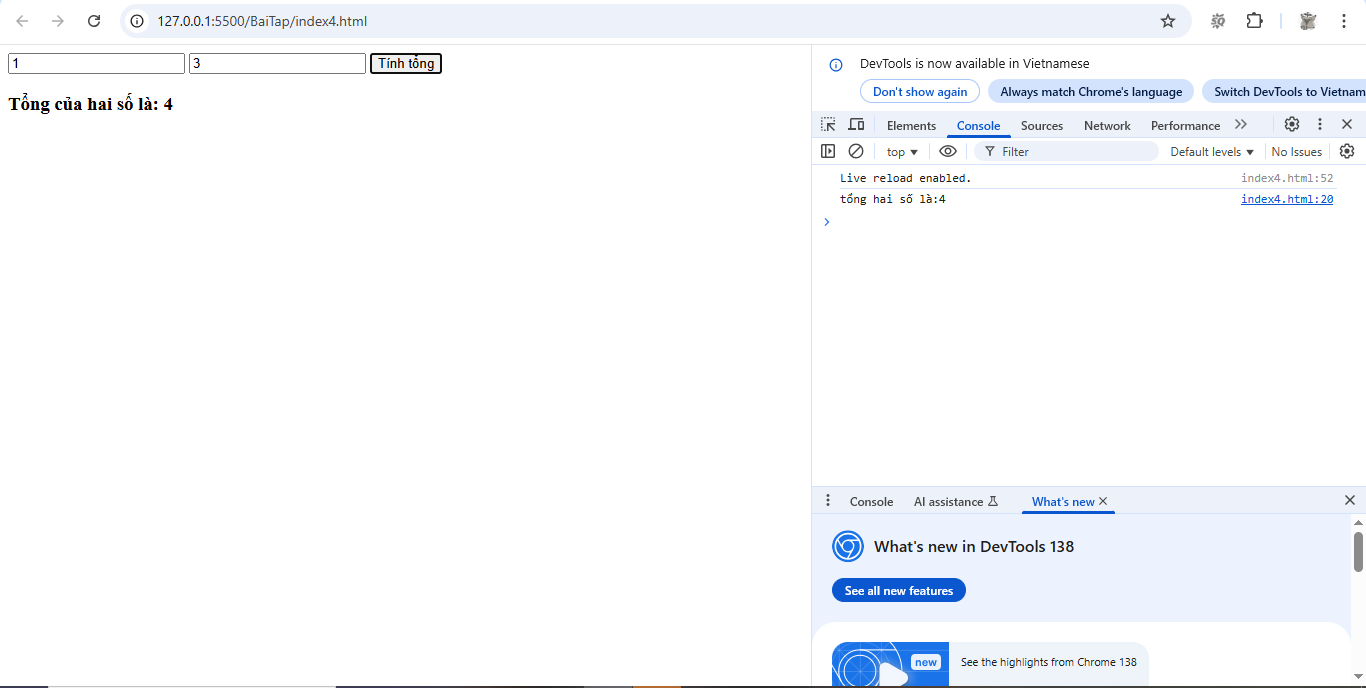 127.0.0.1:5500/BaiTap/index4.html
1 3 Tính tổng
Tổng của hai số là: 4
DevTools is now available in Vietnamese
Don't show again Always match Chrome's language Switch DevTools to Vietnam
Elements Console Sources Network Performance
top Filter Default levels No Issues
Live reload enabled. index4.html:52
tổng hai số là:4 index4.html:20
Console AI assistance What's new
What's new in DevTools 138
See all new features
new See the highlights from Chrome 138